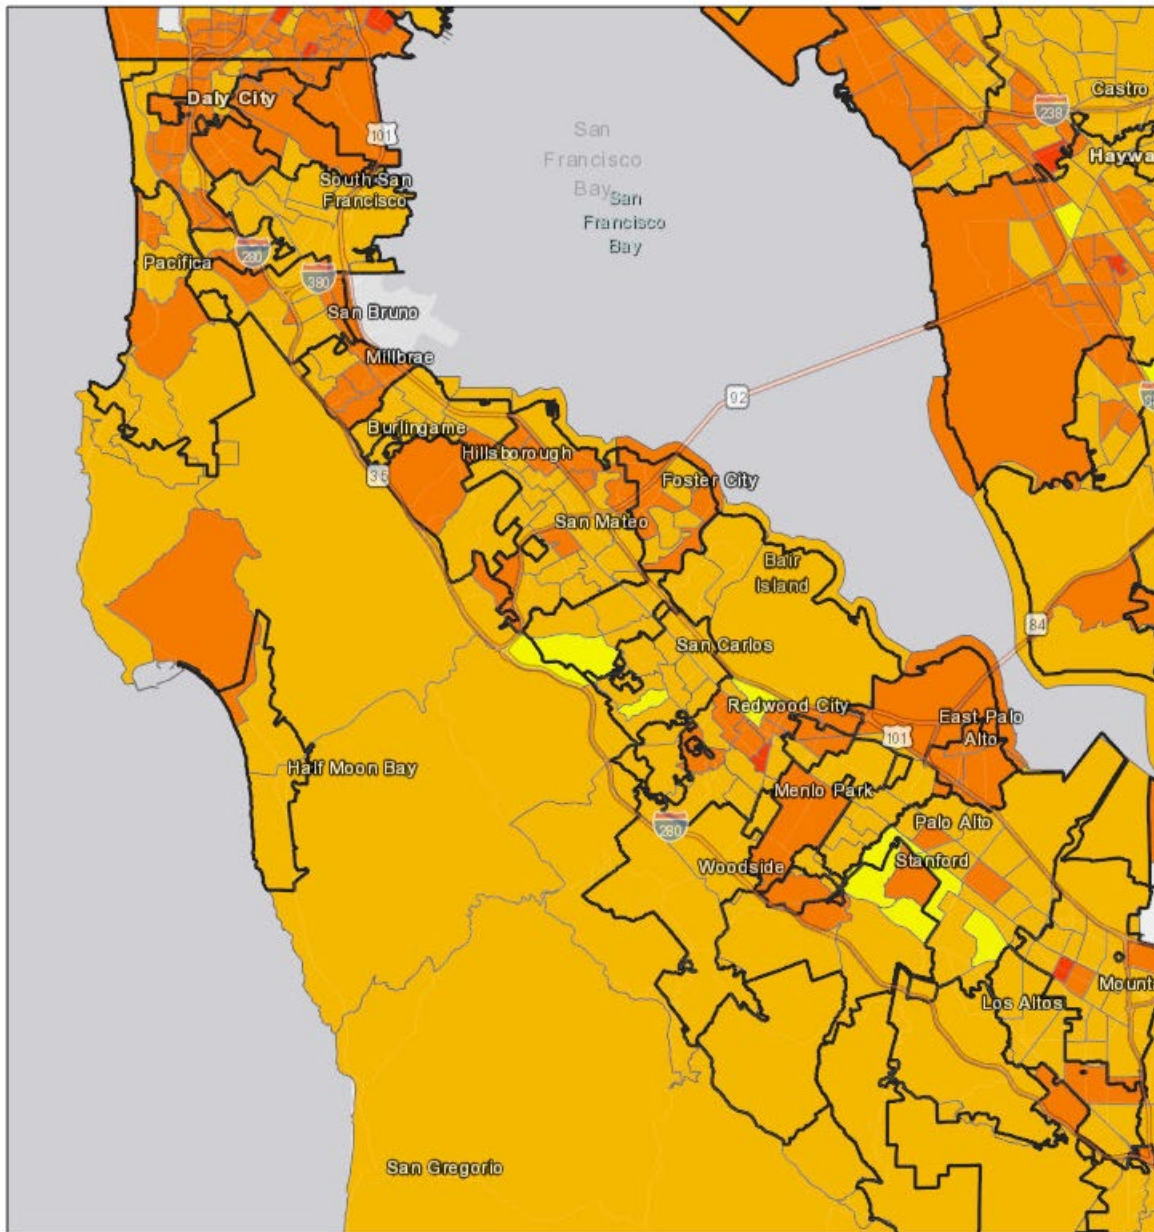 Castro
238
Daly City
101
Haywa
San
Francisco
Bay
South San
Francisco
San
Francisco
Bay
280
Pacifica
380
San Bruno
Millbrae
92
Burlingame
Hillsborough
35
Foster City
San Mateo
Bair
Island
84
San Carlos
Redwood City
East Palo
Alto
101
Half Moon Bay
Menlo Park
280
Palo Alto
Woodside
Stanford
Mounta
Los Altos
San Gregorio